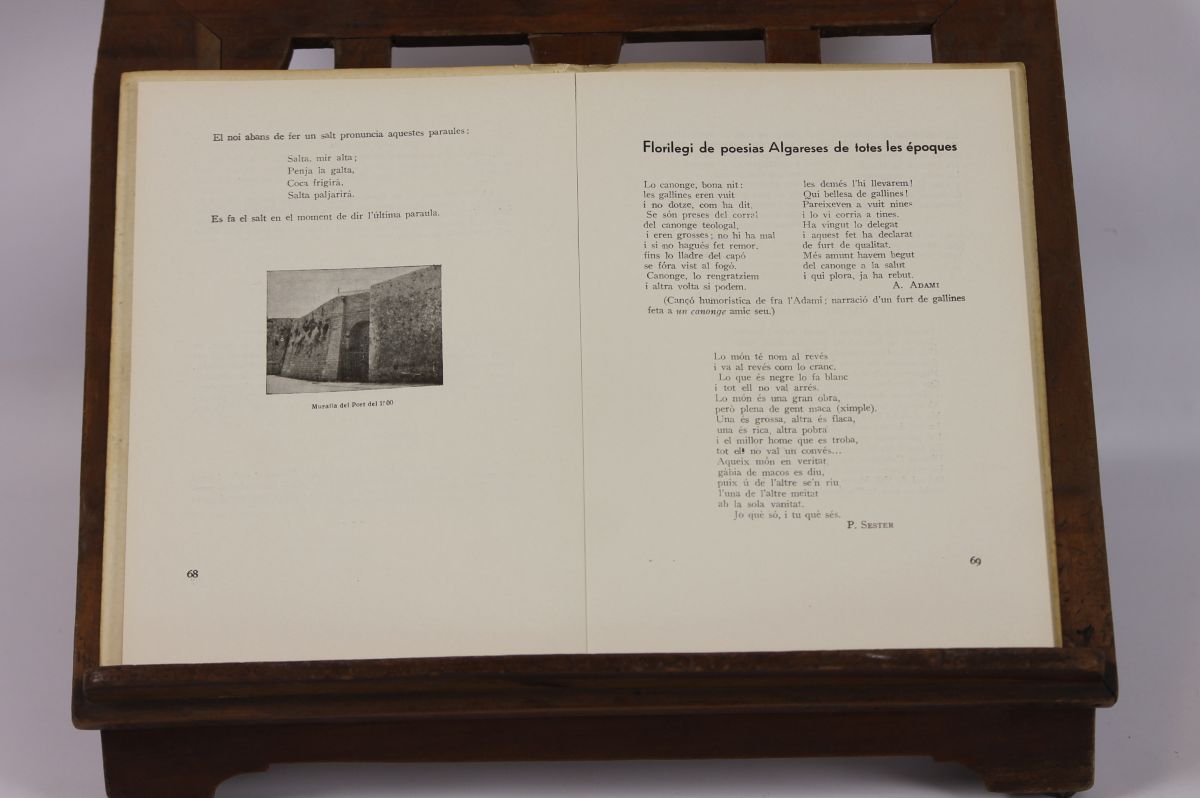 El noi abans de fer un salt pronuncia aquestes paraules:
Salta, mir alta;
Penja la galta,
Coca frigirà,
Salta paljarirà.
Es fa el salt en el moment de dir l'última paraula.
Muralla del Port del
68
Florilegi de poesias Algareses de totes les époques
Lo canonge, bona nit:
les gallines eren vuit
i no dotze, com ha dit.
Se són preses del corral
del canonge teologal,
i eren grosses; no hi ha mal
i si no hagués fet remor,
fins lo lladre del capó
se fóra vist al fogó.
Canonge, lo rengratziem
i altra volta si podem.
les demés l'hi llevarem!
Qui bellesa de gallines!
Pareixeven a vuit nines
i lo vi corria a tines.
Ha vingut lo delegat
i aquest fet ha declarat
de furt de qualitat.
Més amunt havem begut
del canonge a la salut
i qui plora, ja ha rebut.
A. Adami
(Cançó humorística de fra l'Adami; narració d'un furt de gallines
feta a un canonge amic seu.)
Lo món té nom al revés
i va al revés com lo cranc.
Lo que és negre lo fa blanc
i tot ell no val arrés.
Lo món és una gran obra,
però plena de gent maca (ximple).
Una és grossa, altra és flaca,
una és rica, altra pobra
i el millor home que es troba,
tot ell no val un convés...
Aqueix món en veritat,
gàbia de macos es diu,
puix ú de l'altre se'n riu
l'una de l'altre meitat
ab la sola vanitat.
Jo què só, i tu què sés.
P. Sester
69